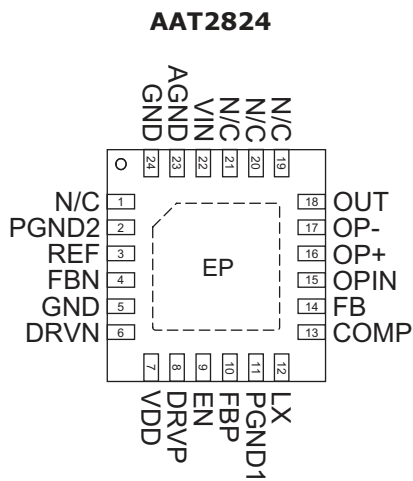 AAT2824
GND
AGND
VIN
N/C
N/C
N/C
24
23
22
21
20
19
N/C
1
PGND2
2
REF
3
FBN
4
GND
5
DRVN
6
EP
18
OUT
17
OP-
16
OP+
15
OPIN
14
FB
13
COMP
7
8
9
10
11
12
VDD
DRVP
EN
FBP
PGND1
LX